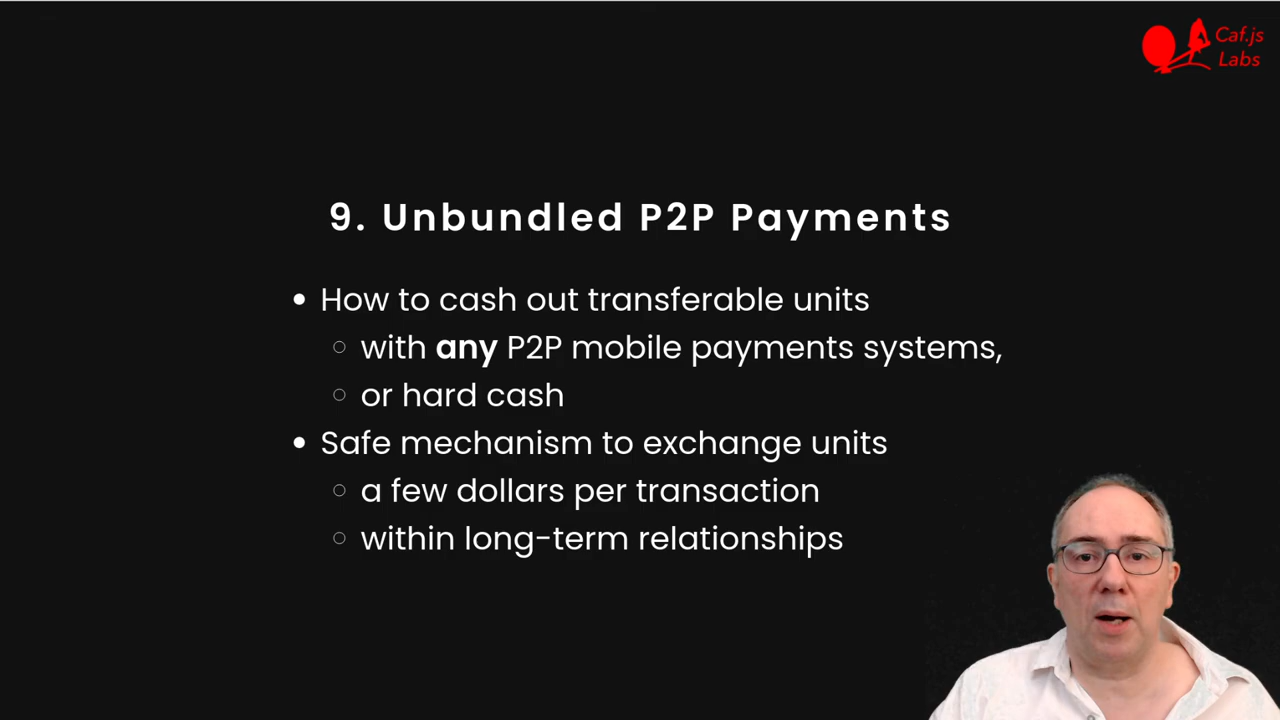 Caf.js
Labs
9. Unbundled P2P Payments
How to cash out transferable units
with any P2P mobile payments systems,
or hard cash
Safe mechanism to exchange units
a few dollars per transaction
within long-term relationships